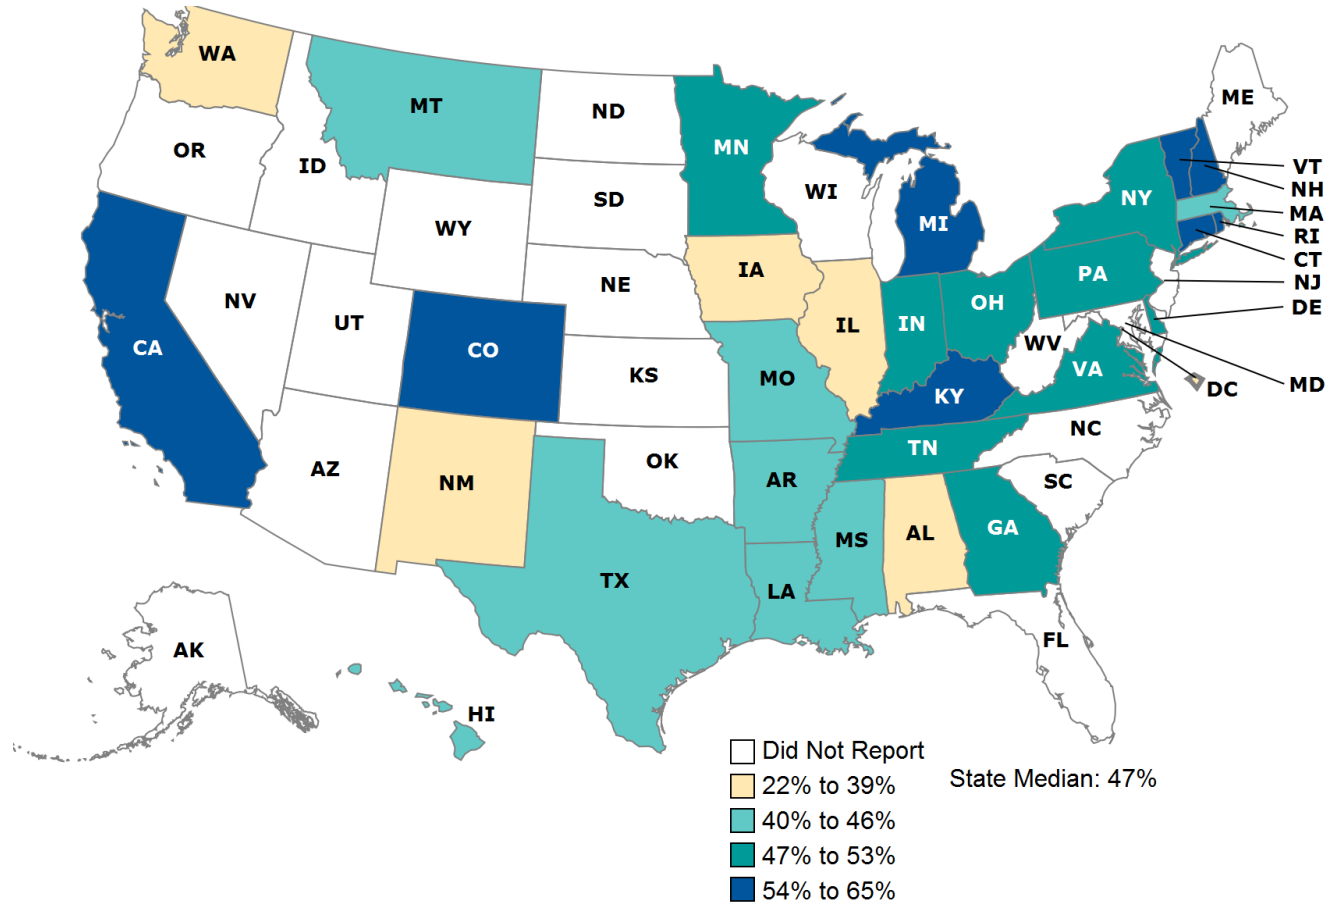 WA
MT
ND
MN
ME
OR
ID
WI
VT
NH
SD
NY
MA
WY
MI
RI
CT
IA
PA
NJ
NE
NV
OH
DE
UT
IL
IN
CA
CO
WV
KS
VA
MO
DC
MD
KY
NC
TN
AZ
OK
NM
AR
SC
GA
AL
MS
TX
LA
FL
AK
HI
Did Not Report
22% to 39%
State Median: 47%
40% to 46%
47% to 53%
54% to 65%